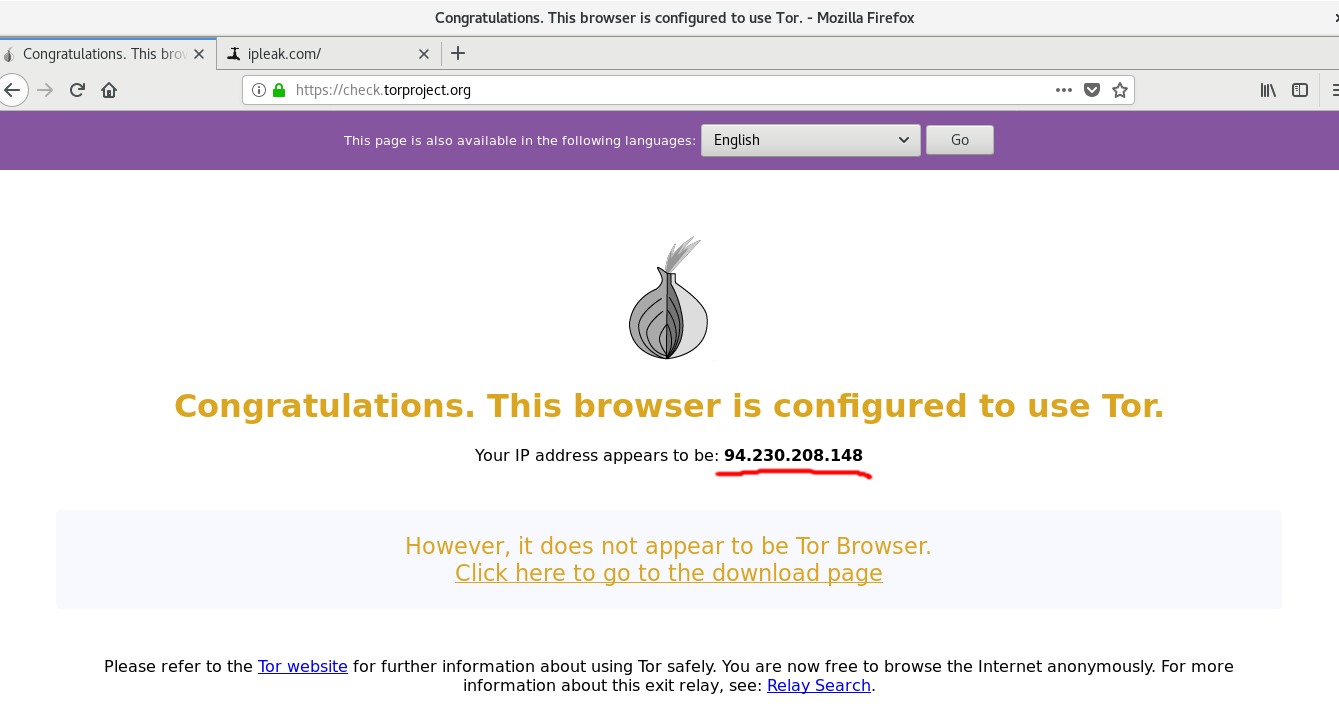 Congratulations. This browser is configured to use Tor. - Mozilla Firefox
Congratulations. This brow
ipleak.com/
https://check.torproject.org
This page is also available in the following languages: English Go
Congratulations. This browser is configured to use Tor.
Your IP address appears to be: 94.230.208.148
However, it does not appear to be Tor Browser.
Click here to go to the download page
Please refer to the Tor website for further information about using Tor safely. You are now free to browse the Internet anonymously. For more
information about this exit relay, see: Relay Search.